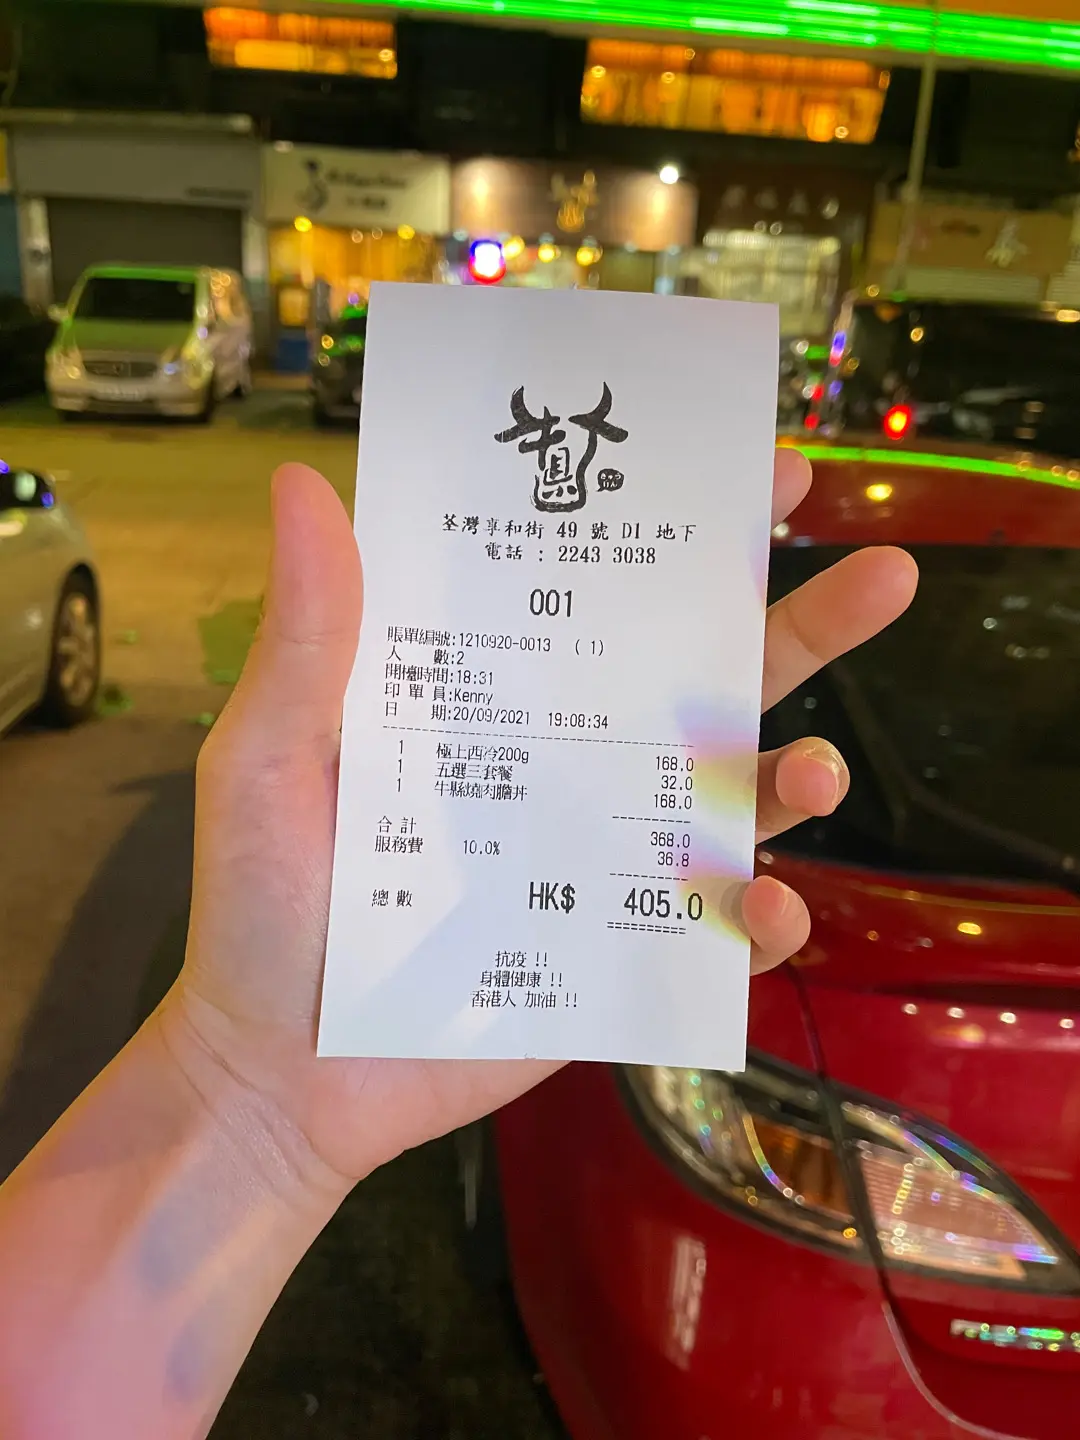 荃灣享和街 49 號 D1 地下
電話 : 2243 3038
001
賬單編號:1210920-0013 ( 1)
人 數:2
開檯時間:18:31
印 單 員:Kenny
日 期:20/09/2021 19:08:34
1 極上西冷200g 168.0
1 五選三套餐 32.0
1 牛縣燒肉膽丼 168.0
合 計 368.0
服務費 10.0% 36.8
總 數 HK$ 405.0
抗疫 !!
身體健康 !!
香港人 加油 !!